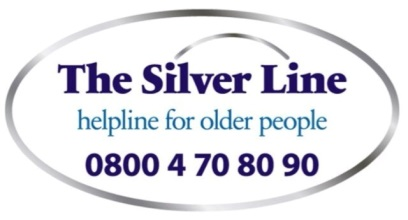 The Silver Line
helpline for older people
0800 4 70 80 90